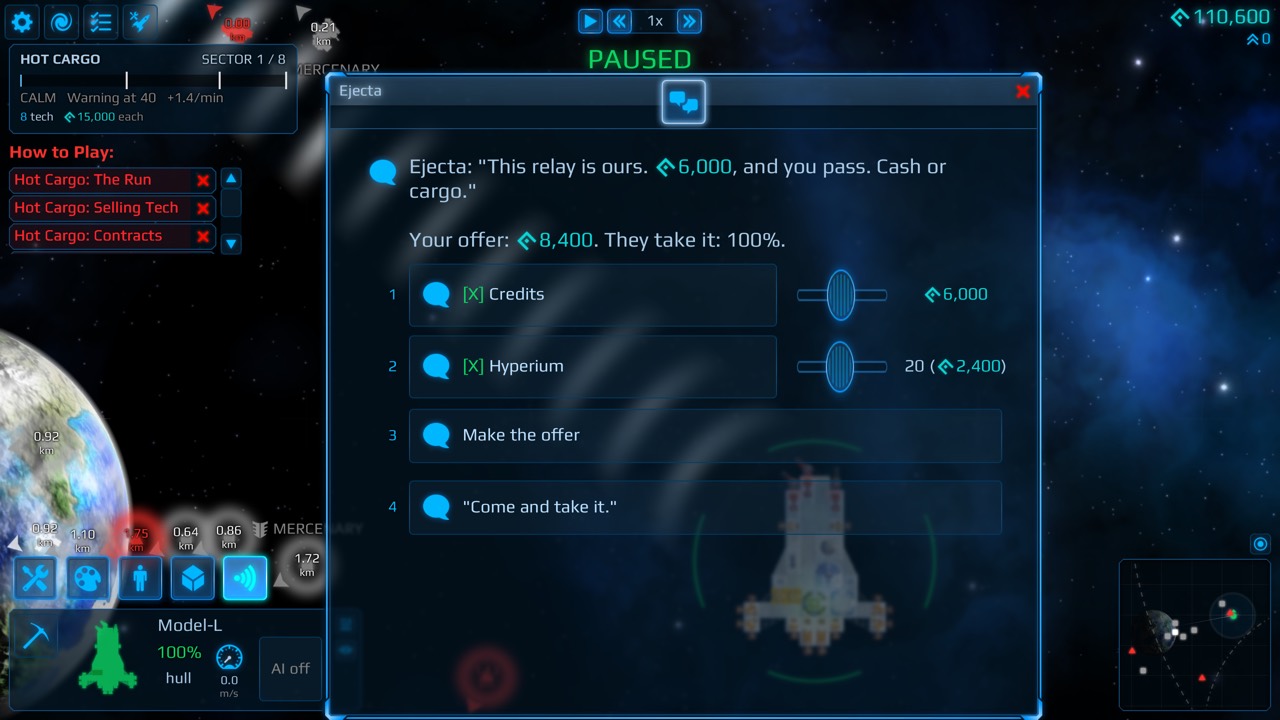 0.80
km
0.21
km
MERCENARY
1x
110,600
0
PAUSED
HOT CARGO
SECTOR 1 / 8
CALM Warning at 40 +1.4/min
8 tech 15,000 each
How to Play:
Hot Cargo: The Run
Hot Cargo: Selling Tech
Hot Cargo: Contracts
Ejecta
Ejecta: "This relay is ours. 6,000, and you pass. Cash or
cargo."
Your offer: 8,400. They take it: 100%.
1 [X] Credits 6,000
2 [X] Hyperium 20 (2,400)
3 Make the offer
4 "Come and take it."
0.92
km
0.92
km
1.10
km
km
0.64
km
0.86
km
MERCENARY
1.72
km
Model-L
100%
hull
0.0
m/s
AI off